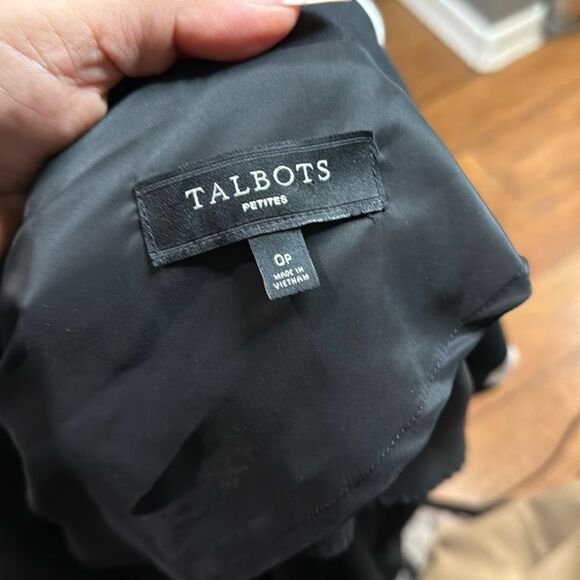 TALBOTS
PETITES
0P
MADE IN
VIETNAM